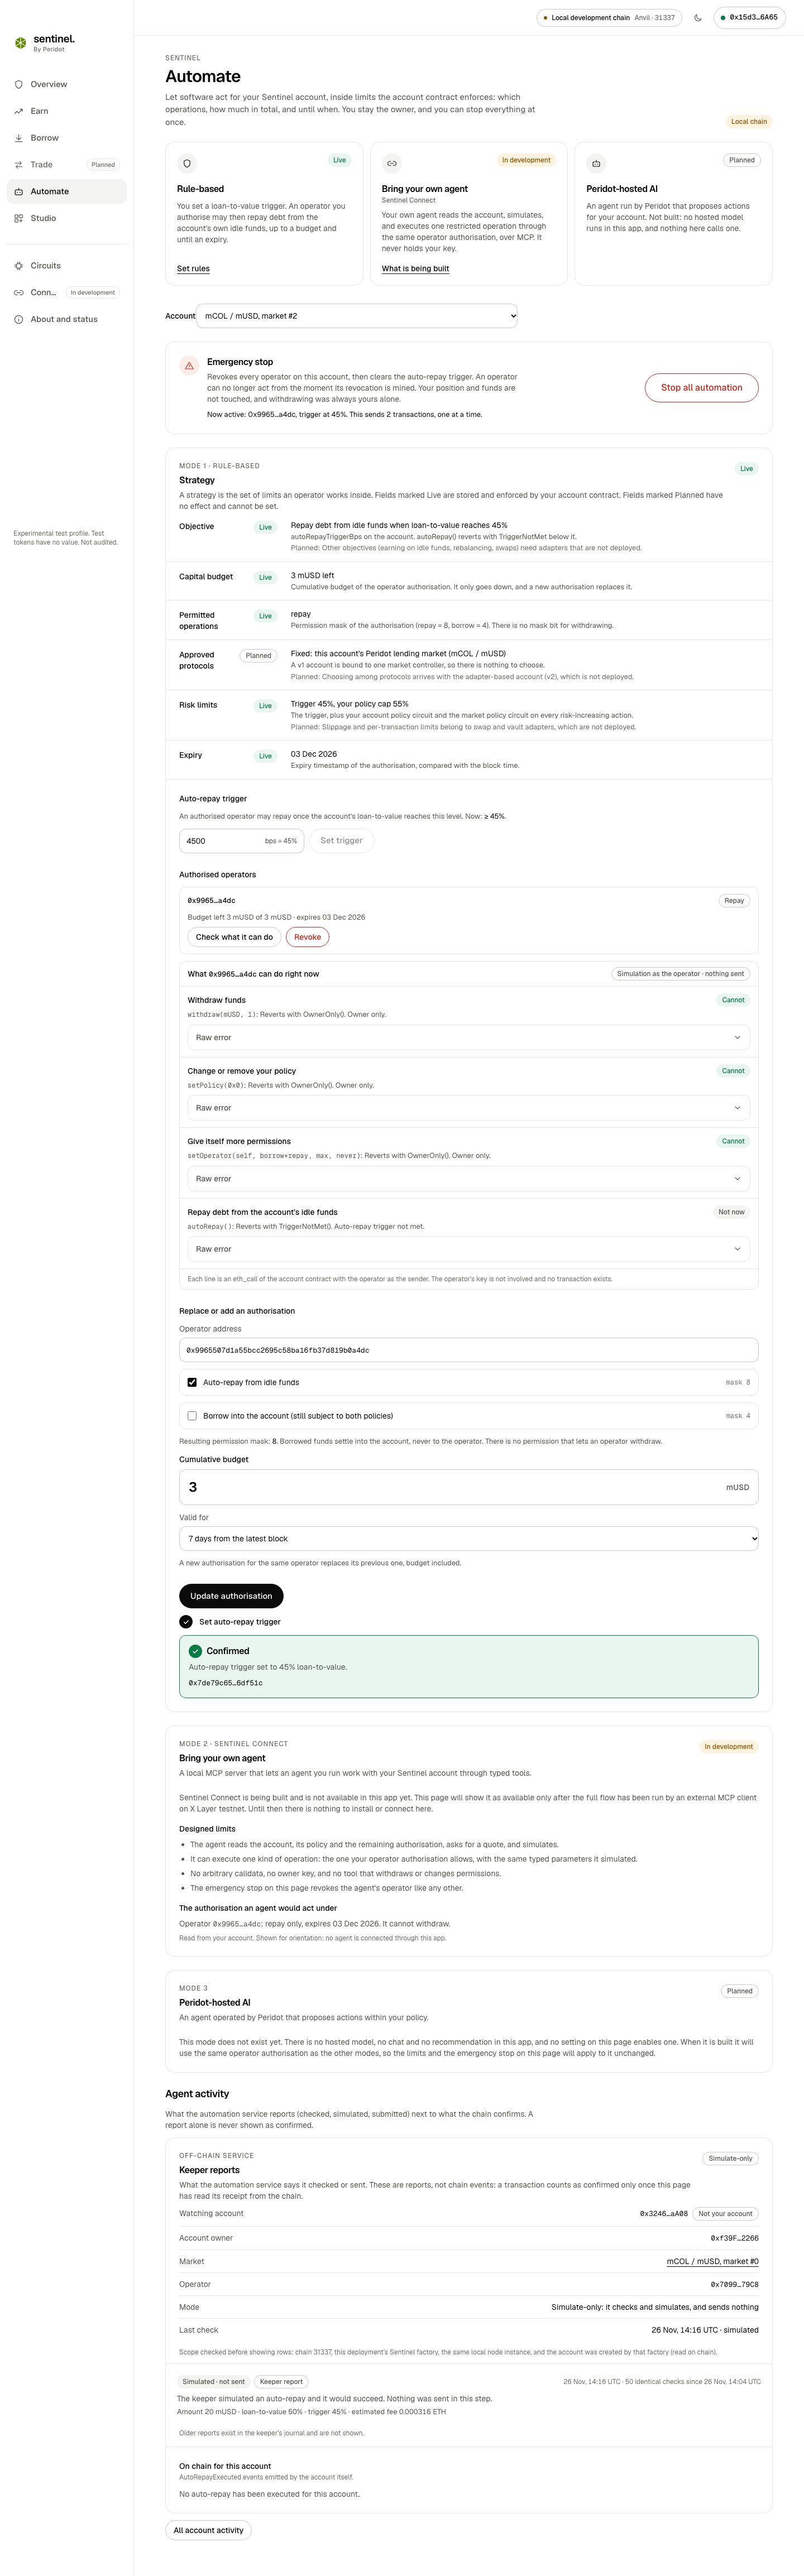 sentinel.
By Peridot
Overview
Earn
Borrow
Trade
Planned
Automate
Studio
Circuits
Conn...
In development
About and status
Experimental test profile. Test
tokens have no value. Not audited.
Local development chain Anvil · 31337
0x15d3…6A65
SENTINEL
Automate
Let software act for your Sentinel account, inside limits the account contract enforces: which
operations, how much in total, and until when. You stay the owner, and you can stop everything at
once.
Local chain
Live
Rule-based
You set a loan-to-value trigger. An operator you
authorise may then repay debt from the
account's own idle funds, up to a budget and
until an expiry.
Set rules
In development
Bring your own agent
Sentinel Connect
Your own agent reads the account, simulates,
and executes one restricted operation through
the same operator authorisation, over MCP. It
never holds your key.
What is being built
Planned
Peridot-hosted AI
An agent run by Peridot that proposes actions
for your account. Not built: no hosted model
runs in this app, and nothing here calls one.
Account
mCOL / mUSD, market #2
Emergency stop
Revokes every operator on this account, then clears the auto-repay trigger. An operator
can no longer act from the moment its revocation is mined. Your position and funds are
not touched, and withdrawing was always yours alone.
Now active: 0x9965…a4dc, trigger at 45%. This sends 2 transactions, one at a time.
Stop all automation
MODE 1 · RULE-BASED
Live
Strategy
A strategy is the set of limits an operator works inside. Fields marked Live are stored and enforced by your account contract. Fields marked Planned have
no effect and cannot be set.
Objective
Live
Repay debt from idle funds when loan-to-value reaches 45%
autoRepayTriggerBps on the account. autoRepay() reverts with TriggerNotMet below it.
Planned: Other objectives (earning on idle funds, rebalancing, swaps) need adapters that are not deployed.
Capital budget
Live
3 mUSD left
Cumulative budget of the operator authorisation. It only goes down, and a new authorisation replaces it.
Permitted
operations
Live
repay
Permission mask of the authorisation (repay = 8, borrow = 4). There is no mask bit for withdrawing.
Approved
protocols
Planned
Fixed: this account's Peridot lending market (mCOL / mUSD)
A v1 account is bound to one market controller, so there is nothing to choose.
Planned: Choosing among protocols arrives with the adapter-based account (v2), which is not deployed.
Risk limits
Live
Trigger 45%, your policy cap 55%
The trigger, plus your account policy circuit and the market policy circuit on every risk-increasing action.
Planned: Slippage and per-transaction limits belong to swap and vault adapters, which are not deployed.
Expiry
Live
03 Dec 2026
Expiry timestamp of the authorisation, compared with the block time.
Auto-repay trigger
An authorised operator may repay once the account's loan-to-value reaches this level. Now: ≥ 45%.
4500
bps = 45%
Set trigger
Authorised operators
0x9965…a4dc
Repay
Budget left 3 mUSD of 3 mUSD · expires 03 Dec 2026
Check what it can do
Revoke
What 0x9965…a4dc can do right now
Simulation as the operator · nothing sent
Withdraw funds
Cannot
withdraw(mUSD, 1): Reverts with OwnerOnly(). Owner only.
Raw error
Change or remove your policy
Cannot
setPolicy(0x0): Reverts with OwnerOnly(). Owner only.
Raw error
Give itself more permissions
Cannot
setOperator(self, borrow+repay, max, never): Reverts with OwnerOnly(). Owner only.
Raw error
Repay debt from the account's idle funds
Not now
autoRepay(): Reverts with TriggerNotMet(). Auto-repay trigger not met.
Raw error
Each line is an eth_call of the account contract with the operator as the sender. The operator's key is not involved and no transaction exists.
Replace or add an authorisation
Operator address
0x9965507d1a55bcc2695c58ba16fb37d819b0a4dc
Auto-repay from idle funds
mask 8
Borrow into the account (still subject to both policies)
mask 4
Resulting permission mask: 8. Borrowed funds settle into the account, never to the operator. There is no permission that lets an operator withdraw.
Cumulative budget
3
mUSD
Valid for
7 days from the latest block
A new authorisation for the same operator replaces its previous one, budget included.
Update authorisation
Set auto-repay trigger
Confirmed
Auto-repay trigger set to 45% loan-to-value.
0x7de79c65…6df51c
MODE 2 · SENTINEL CONNECT
In development
Bring your own agent
A local MCP server that lets an agent you run work with your Sentinel account through typed tools.
Sentinel Connect is being built and is not available in this app yet. This page will show it as available only after the full flow has been run by an external MCP client
on X Layer testnet. Until then there is nothing to install or connect here.
Designed limits
• The agent reads the account, its policy and the remaining authorisation, asks for a quote, and simulates.
• It can execute one kind of operation: the one your operator authorisation allows, with the same typed parameters it simulated.
• No arbitrary calldata, no owner key, and no tool that withdraws or changes permissions.
• The emergency stop on this page revokes the agent's operator like any other.
The authorisation an agent would act under
Operator 0x9965…a4dc: repay only, expires 03 Dec 2026. It cannot withdraw.
Read from your account. Shown for orientation: no agent is connected through this app.
MODE 3
Planned
Peridot-hosted AI
An agent operated by Peridot that proposes actions within your policy.
This mode does not exist yet. There is no hosted model, no chat and no recommendation in this app, and no setting on this page enables one. When it is built it will
use the same operator authorisation as the other modes, so the limits and the emergency stop on this page will apply to it unchanged.
Agent activity
What the automation service reports (checked, simulated, submitted) next to what the chain confirms. A
report alone is never shown as confirmed.
OFF-CHAIN SERVICE
Simulate-only
Keeper reports
What the automation service says it checked or sent. These are reports, not chain events: a transaction counts as confirmed only once this page
has read its receipt from the chain.
Watching account
0x3246…aA08 Not your account
Account owner
0xf39F…2266
Market
mCOL / mUSD, market #0
Operator
0x7099…79C8
Mode
Simulate-only: it checks and simulates, and sends nothing
Last check
26 Nov, 14:16 UTC · simulated
Scope checked before showing rows: chain 31337, this deployment's Sentinel factory, the same local node instance, and the account was created by that factory (read on chain).
Simulated · not sent
Keeper report
26 Nov, 14:16 UTC · 50 identical checks since 26 Nov, 14:04 UTC
The keeper simulated an auto-repay and it would succeed. Nothing was sent in this step.
Amount 20 mUSD · loan-to-value 50% · trigger 45% · estimated fee 0.000316 ETH
Older reports exist in the keeper's journal and are not shown.
On chain for this account
AutoRepayExecuted events emitted by the account itself.
No auto-repay has been executed for this account.
All account activity